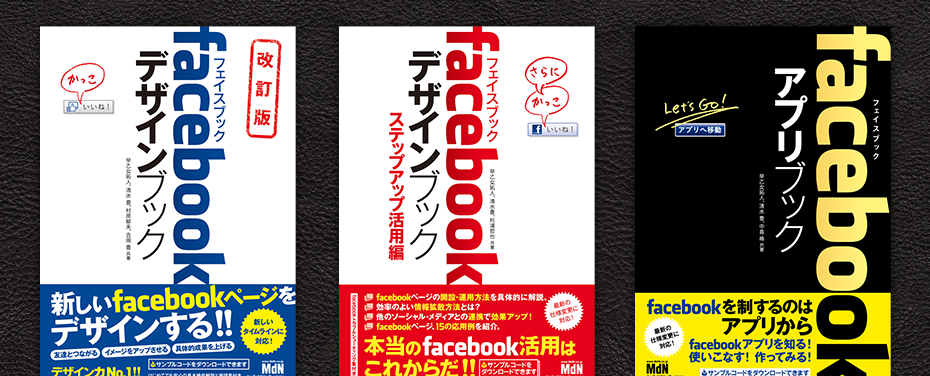 facebook
フェイスブック
デザインブック
改訂版
かっこ
いいね！
早乙女拓人、清水 豊、村原郁夫、吉岡 豊 共著
新しいfacebookページを
デザインする!!
友達とつながる
イメージをアップさせる
具体的成果を上げる
新しい
タイムラインに
対応！
デザイン力No.1!!
サンプルコードをダウンロードできます
MdN
facebook
フェイスブック
デザインブック
ステップアップ活用編
さらに
かっこ
いいね！
早乙女拓人、清水 豊、杉浦哲也 共著
facebookページの開設・運用方法を具体的に解説。
効率のよい情報拡散方法とは？
他のソーシャル・メディアとの連携で効果アップ！
facebookページ、15の応用例を紹介。
最新の
仕様変更に
対応！
本当のfacebook活用は
これからだ!!
サンプルコードをダウンロードできます
MdN
facebook
フェイスブック
アプリブック
Let's Go!
アプリへ移動
早乙女拓人、清水 豊、中島 格 共著
facebookを制するのは
アプリから
最新の
仕様変更に
対応！
facebookアプリを知る！
使いこなす！ 作ってみる！
サンプルコードをダウンロードできます
MdN